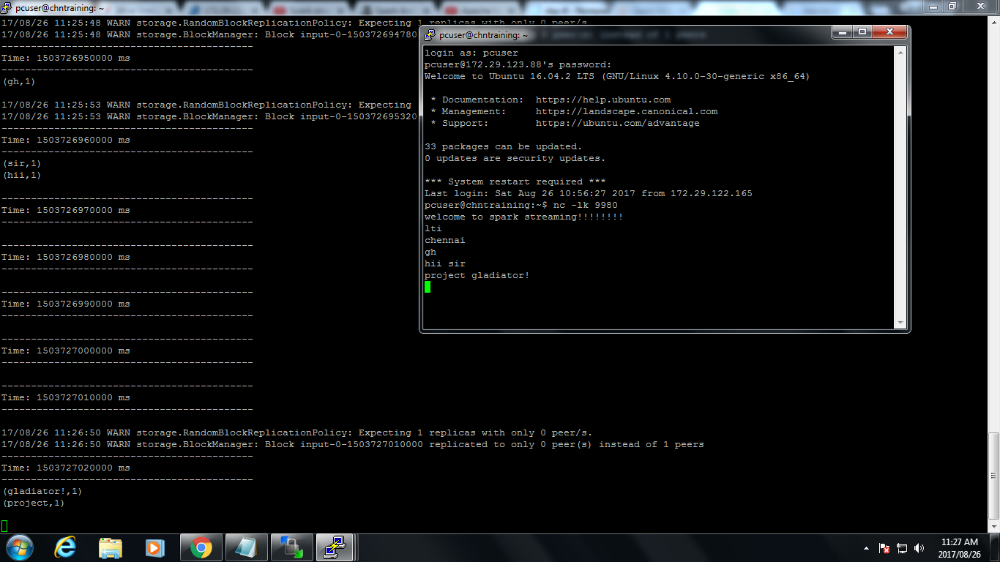 pcuser@chntraining: ~
17/08/26 11:25:48 WARN storage.RandomBlockReplicationPolicy: Expecting 1 replicas with only 0 peer/s.
17/08/26 11:25:48 WARN storage.BlockManager: Block input-0-150372694780
----------------------------------------
Time: 1503726950000 ms
----------------------------------------
(gh,1)
17/08/26 11:25:53 WARN storage.RandomBlockReplicationPolicy: Expecting
17/08/26 11:25:53 WARN storage.BlockManager: Block input-0-150372695320
----------------------------------------
Time: 1503726960000 ms
----------------------------------------
(sir,1)
(hii,1)
----------------------------------------
Time: 1503726970000 ms
----------------------------------------
----------------------------------------
Time: 1503726980000 ms
----------------------------------------
----------------------------------------
Time: 1503726990000 ms
----------------------------------------
----------------------------------------
Time: 1503727000000 ms
----------------------------------------
----------------------------------------
Time: 1503727010000 ms
----------------------------------------
17/08/26 11:26:50 WARN storage.RandomBlockReplicationPolicy: Expecting 1 replicas with only 0 peer/s.
17/08/26 11:26:50 WARN storage.BlockManager: Block input-0-1503727010000 replicated to only 0 peer(s) instead of 1 peers
----------------------------------------
Time: 1503727020000 ms
----------------------------------------
(gladiator!,1)
(project,1)
pcuser@chntraining: ~
login as: pcuser
pcuser@172.29.123.88's password:
Welcome to Ubuntu 16.04.2 LTS (GNU/Linux 4.10.0-30-generic x86_64)
* Documentation: https://help.ubuntu.com
* Management: https://landscape.canonical.com
* Support: https://ubuntu.com/advantage
33 packages can be updated.
0 updates are security updates.
*** System restart required ***
Last login: Sat Aug 26 10:56:27 2017 from 172.29.122.165
pcuser@chntraining:~$ nc -lk 9980
welcome to spark streaming!!!!!!!!
lti
chennai
gh
hii sir
project gladiator!
11:27 AM
2017/08/26